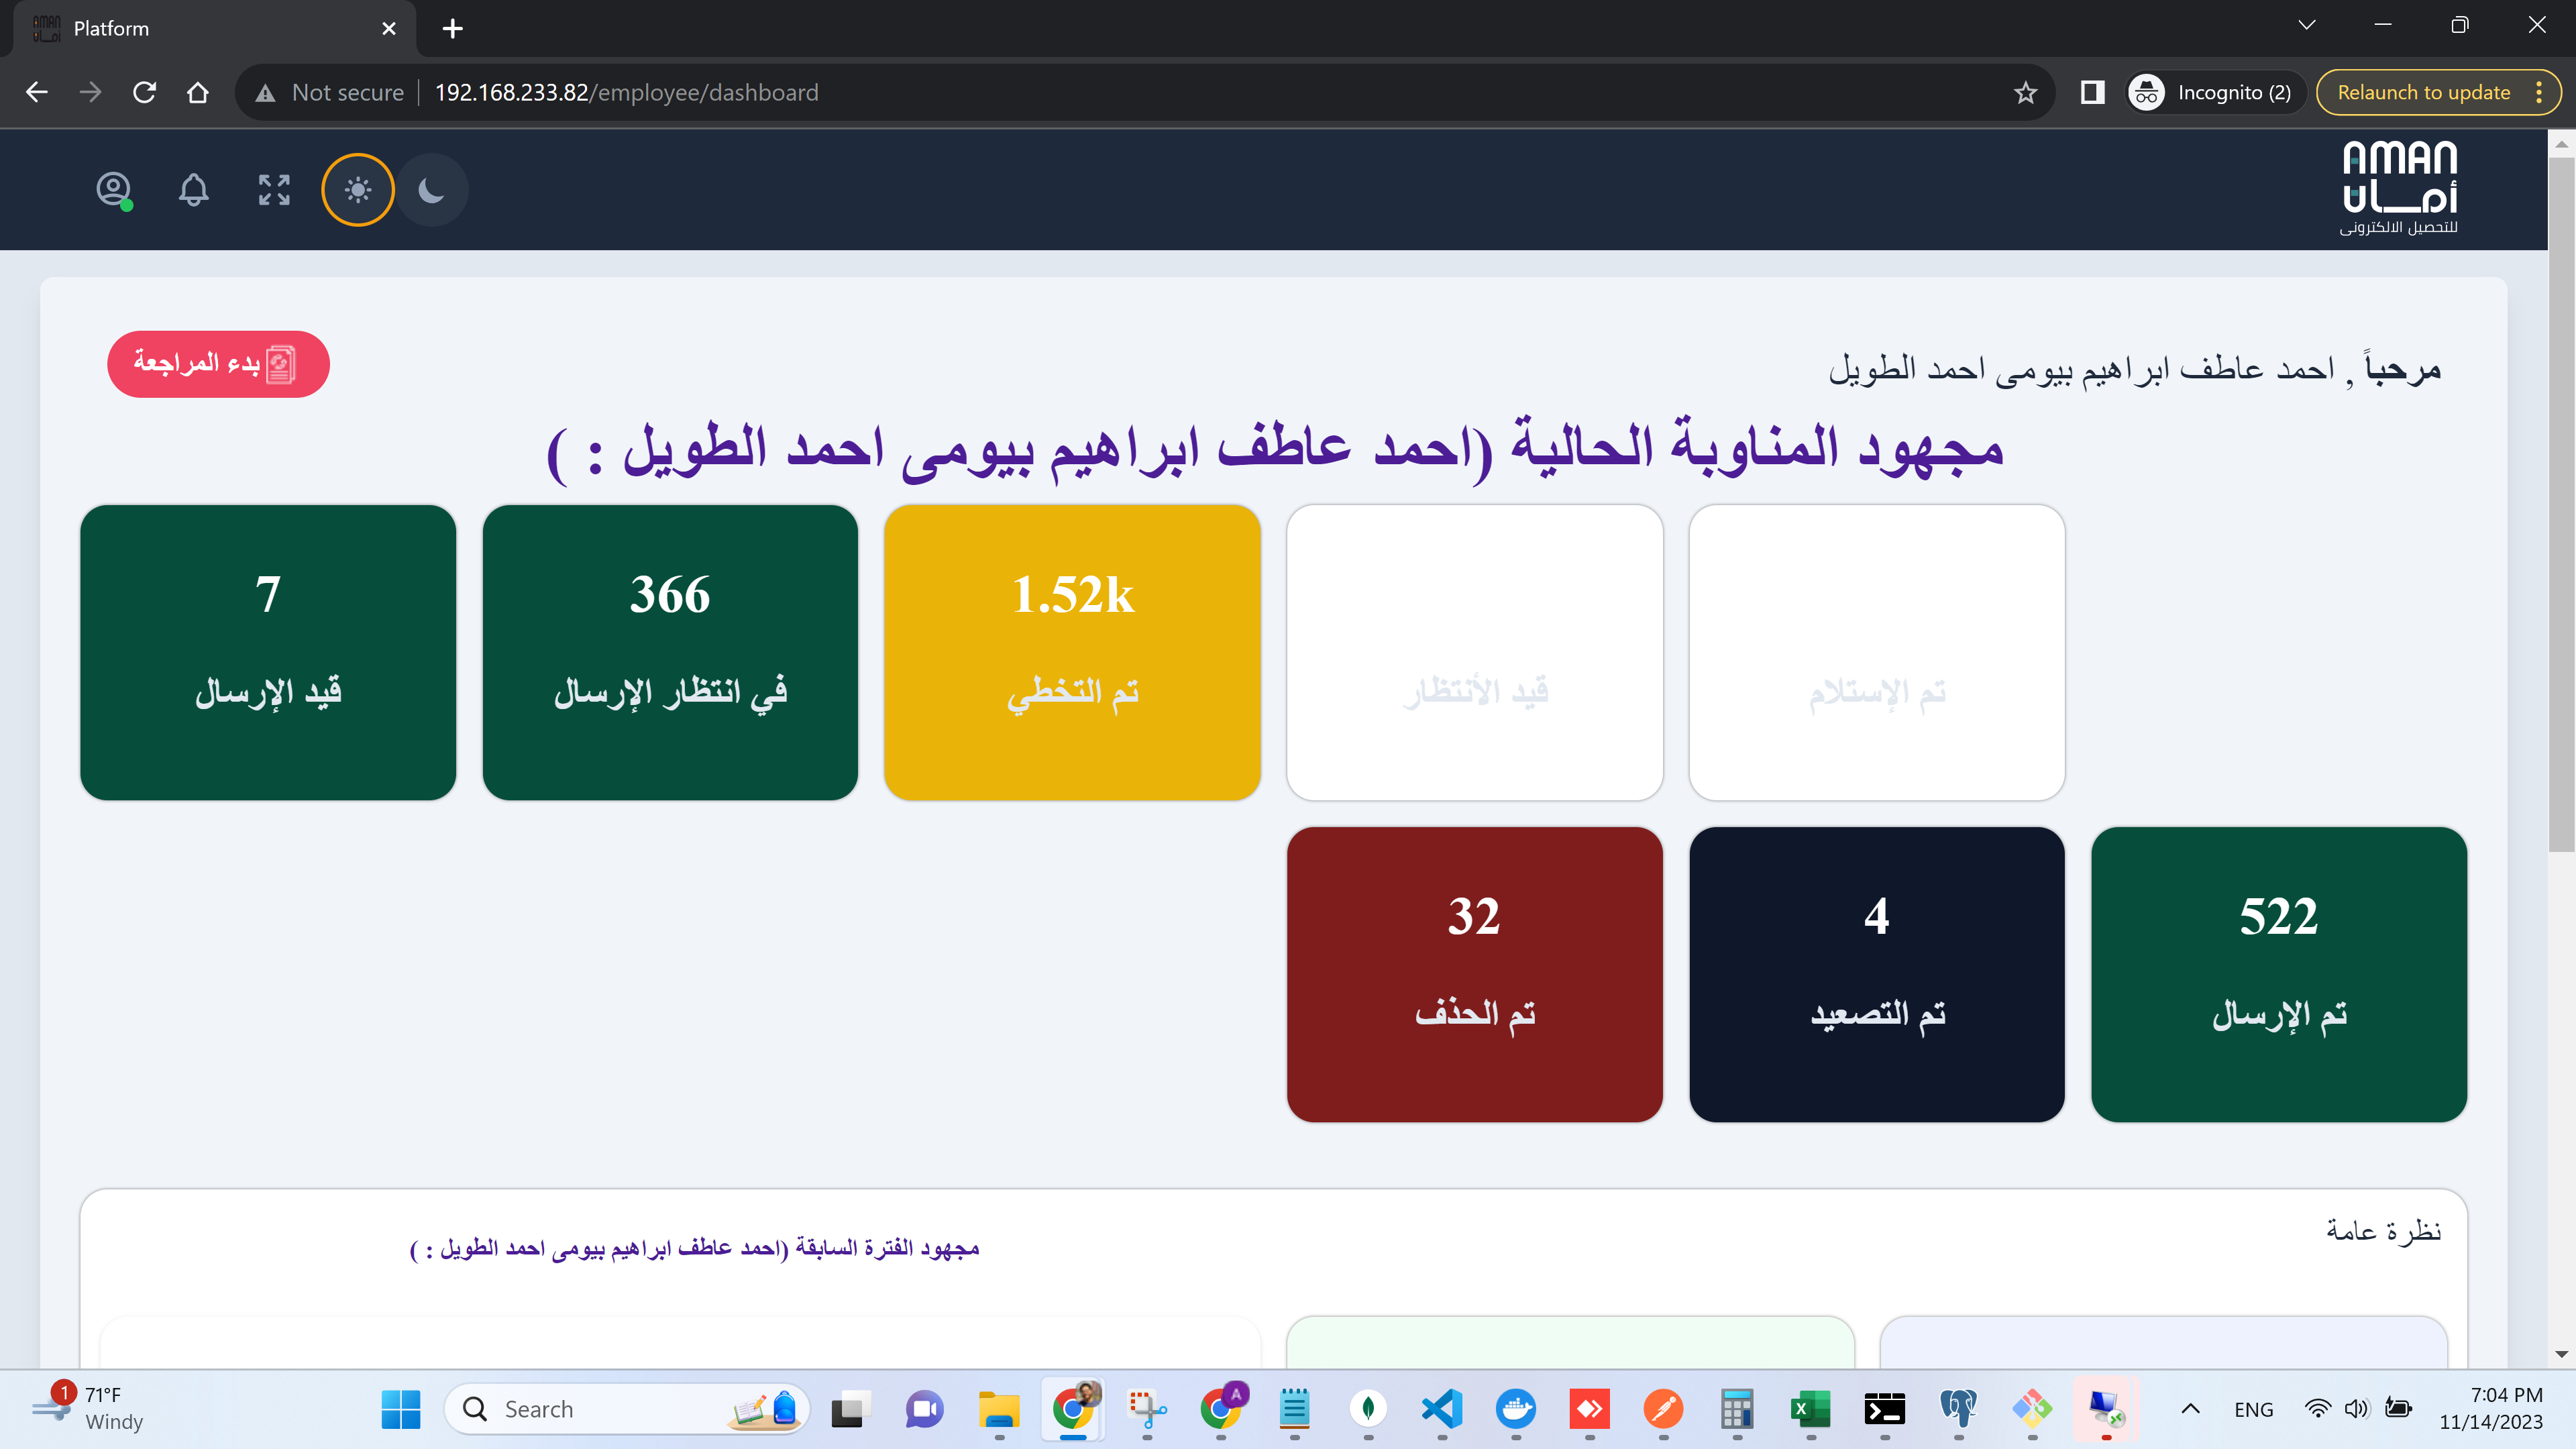 Platform
Not secure
192.168.233.82/employee/dashboard
Incognito (2)
Relaunch to update
AMAN
أمان
للتحصيل الالكترونى
مرحباً , احمد عاطف ابراهيم بيومى احمد الطويل
بدء المراجعة
مجهود المناوبة الحالية (احمد عاطف ابراهيم بيومى احمد الطويل : )
تم الإستلام
قيد الأنتظار
1.52k
تم التخطي
366
في انتظار الإرسال
7
قيد الإرسال
522
تم الإرسال
4
تم التصعيد
32
تم الحذف
نظرة عامة
مجهود الفترة السابقة (احمد عاطف ابراهيم بيومى احمد الطويل : )
1
71°F
Windy
Search
A
ENG
7:04 PM
11/14/2023